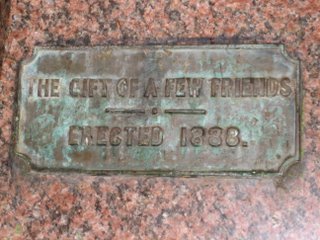 THE GIFT OF A FEW FRIENDS
ERECTED 1888.